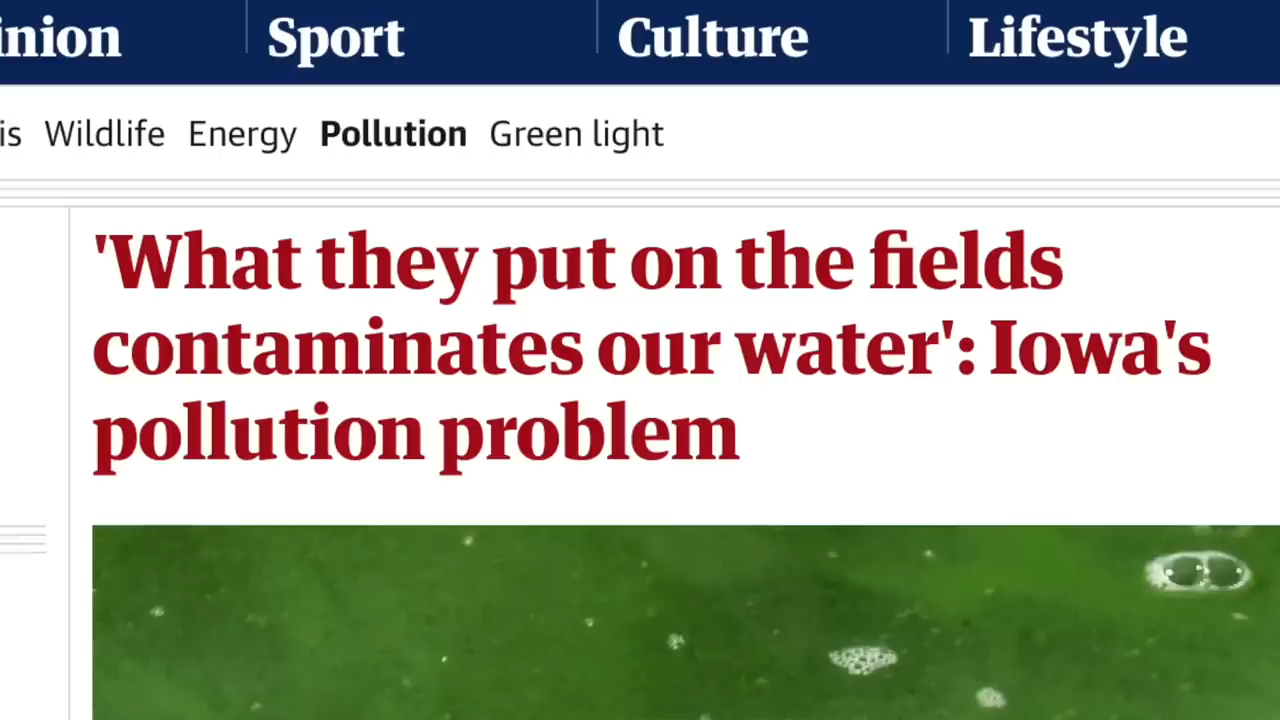 inion Sport Culture Lifestyle
is Wildlife Energy Pollution Green light
'What they put on the fields
contaminates our water': Iowa's
pollution problem